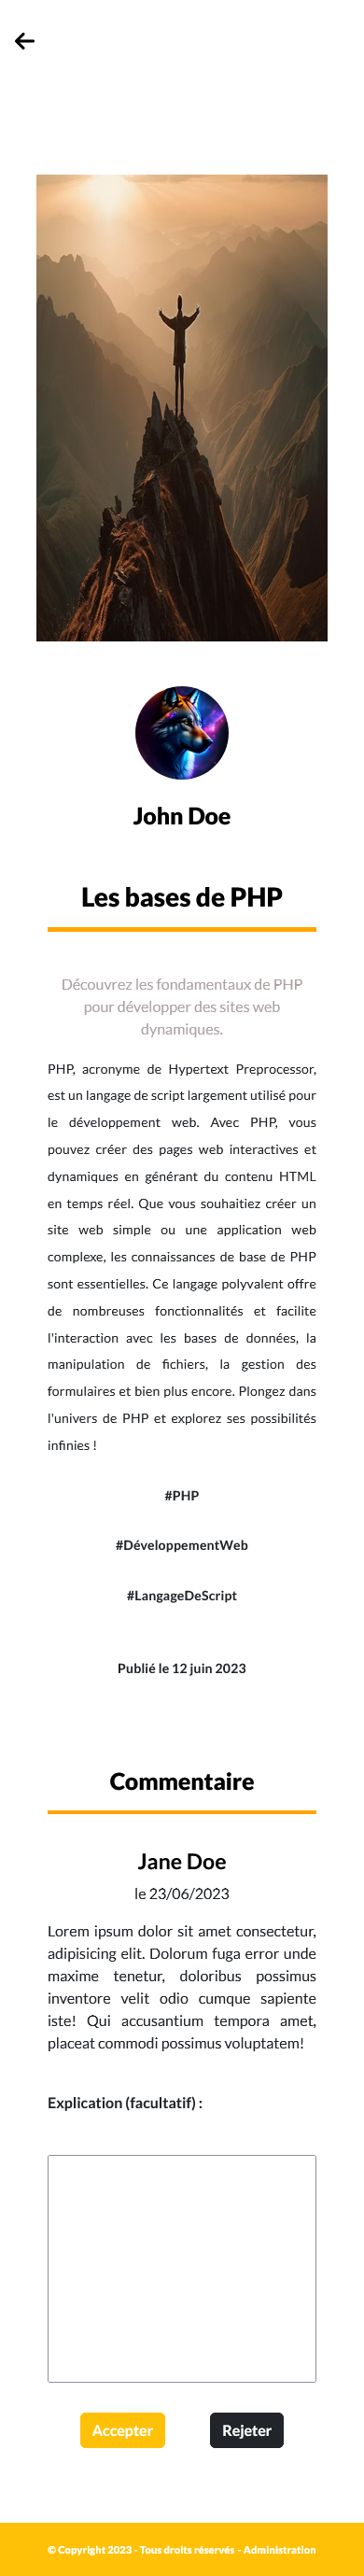 John Doe
Les bases de PHP
Découvrez les fondamentaux de PHP
pour développer des sites web
dynamiques.
PHP, acronyme de Hypertext Preprocessor,
est un langage de script largement utilisé pour
le développement web. Avec PHP, vous
pouvez créer des pages web interactives et
dynamiques en générant du contenu HTML
en temps réel. Que vous souhaitiez créer un
site web simple ou une application web
complexe, les connaissances de base de PHP
sont essentielles. Ce langage polyvalent offre
de nombreuses fonctionnalités et facilite
l'interaction avec les bases de données, la
manipulation de fichiers, la gestion des
formulaires et bien plus encore. Plongez dans
l'univers de PHP et explorez ses possibilités
infinies !
#PHP
#DéveloppementWeb
#LangageDeScript
Publié le 12 juin 2023
Commentaire
Jane Doe
le 23/06/2023
Lorem ipsum dolor sit amet consectetur,
adipisicing elit. Dolorum fuga error unde
maxime tenetur, doloribus possimus
inventore velit odio cumque sapiente
iste! Qui accusantium tempora amet,
placeat commodi possimus voluptatem!
Explication (facultatif) :
Accepter Rejeter
© Copyright 2023 - Tous droits réservés - Administration